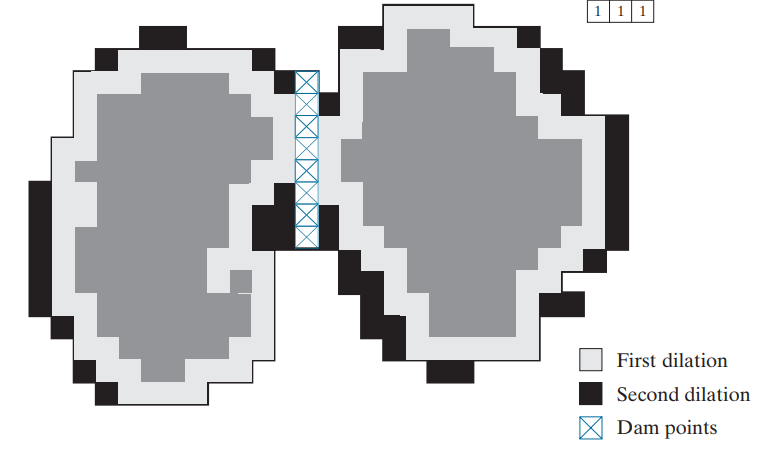 1 1 1
First dilation
Second dilation
Dam points